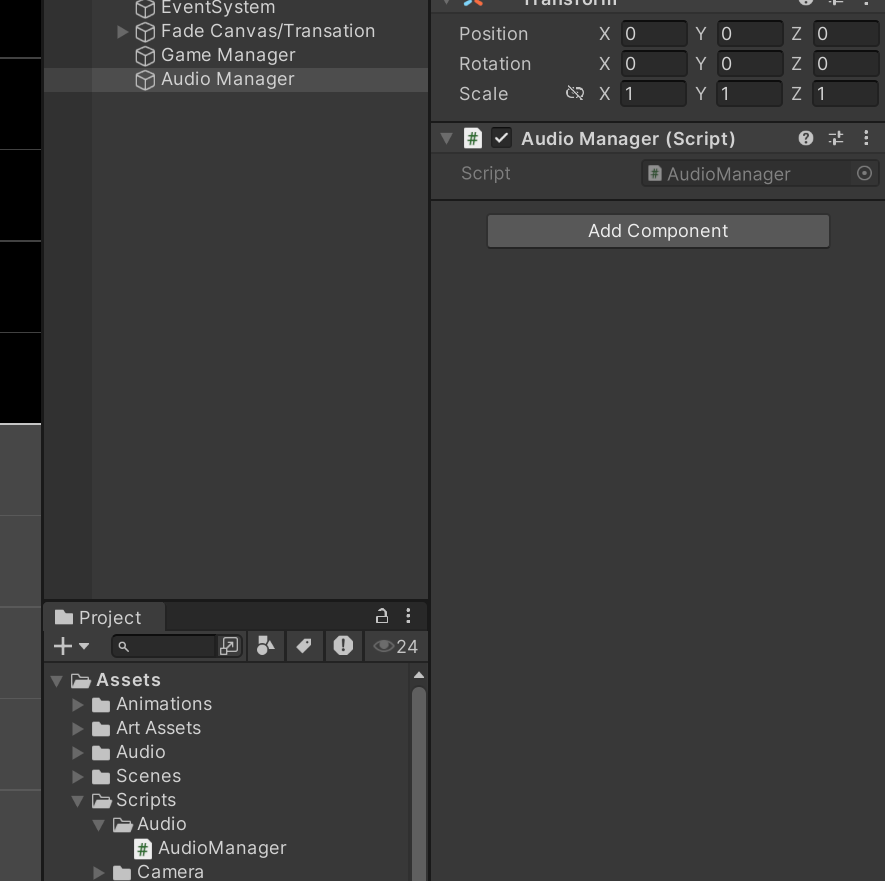 EventSystem
Fade Canvas/Transation
Game Manager
Audio Manager
Transform
Position X 0 Y 0 Z 0
Rotation X 0 Y 0 Z 0
Scale X 1 Y 1 Z 1
# Audio Manager (Script)
Script # AudioManager
Add Component
Project
24
Assets
Animations
Art Assets
Audio
Scenes
Scripts
Audio
# AudioManager
Camera